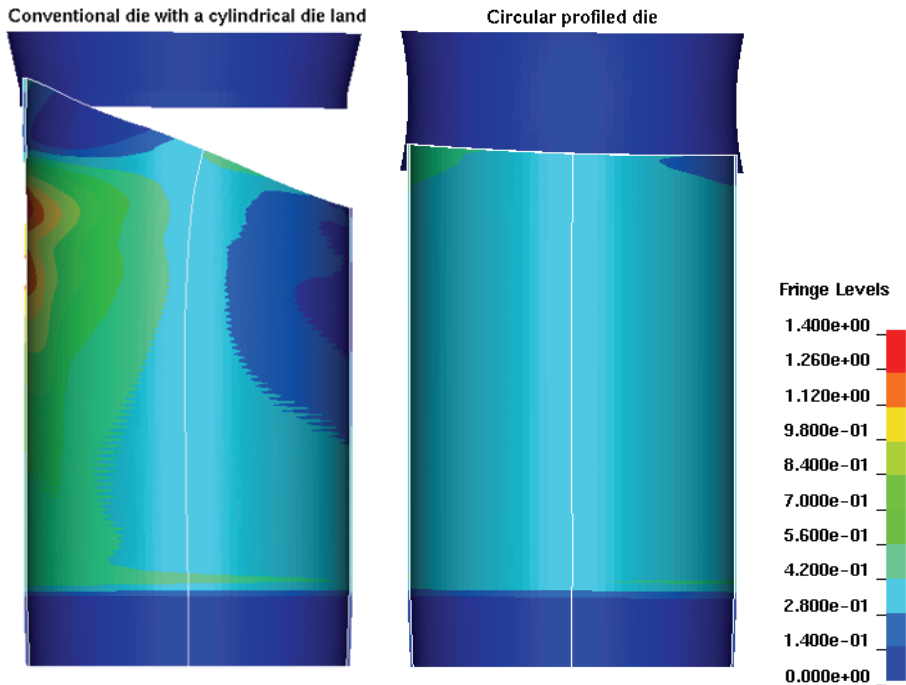 Conventional die with a cylindrical die land
Circular profiled die
Fringe Levels
1.400e+00
1.260e+00
1.120e+00
9.800e-01
8.400e-01
7.000e-01
5.600e-01
4.200e-01
2.800e-01
1.400e-01
0.000e+00